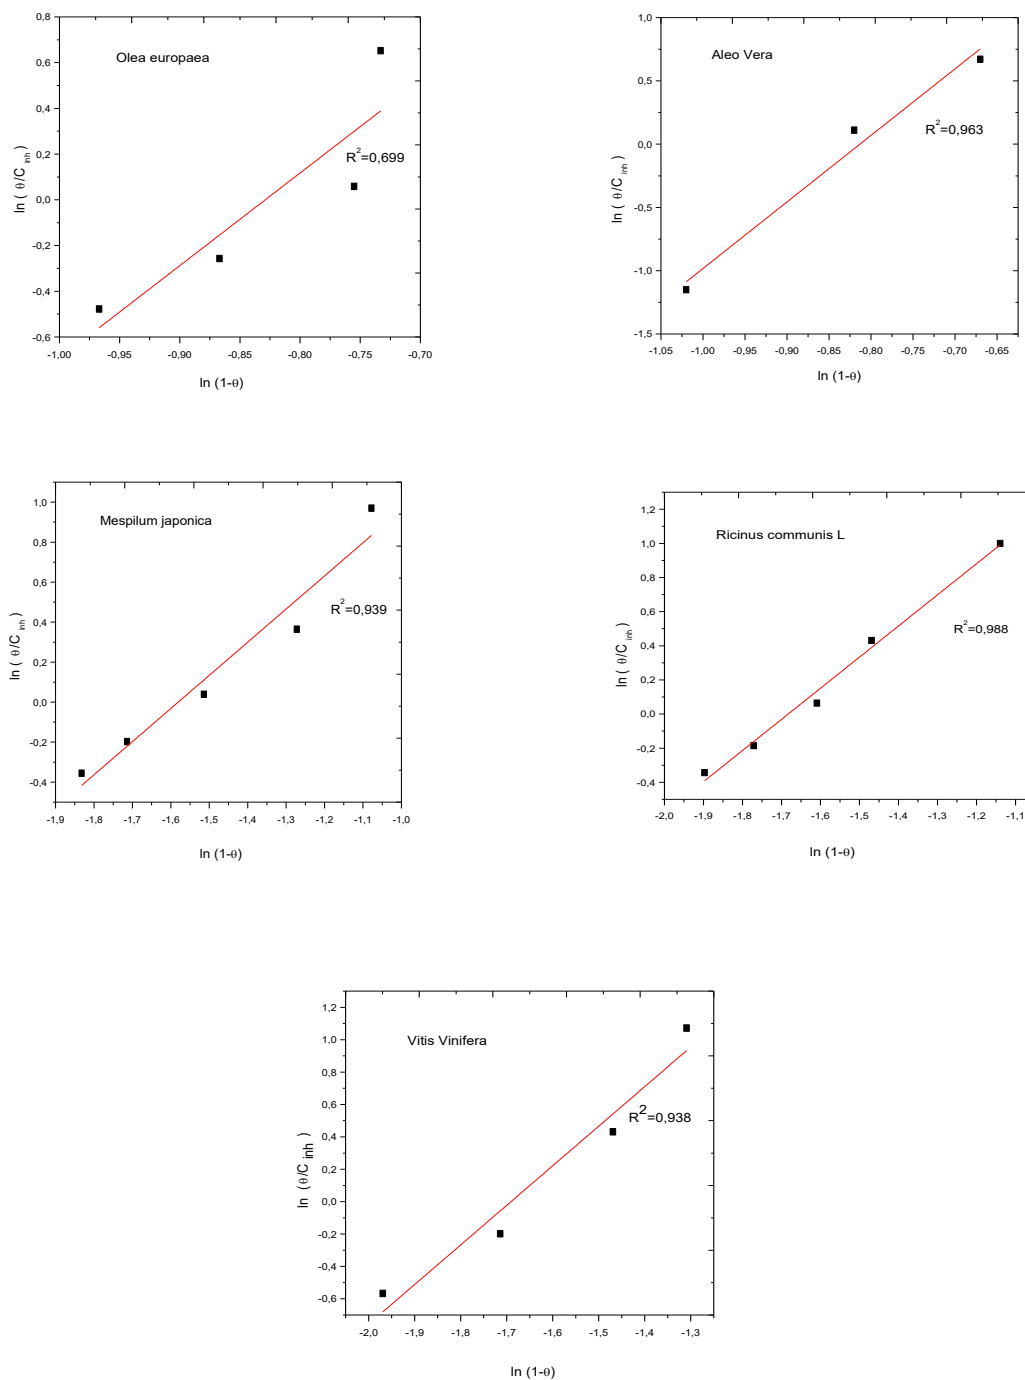 Olea europaea
R²=0,699
ln ( θ/C inh )
0,8
0,6
0,4
0,2
0,0
-0,2
-0,4
-0,6
-1,00 -0,95 -0,90 -0,85 -0,80 -0,75 -0,70
ln (1-θ)
Aleo Vera
R²=0,963
ln ( θ/C inh )
1,0
0,5
0,0
-0,5
-1,0
-1,5
-1,05 -1,00 -0,95 -0,90 -0,85 -0,80 -0,75 -0,70 -0,65
ln (1-θ)
Mespilum japonica
R²=0,939
ln ( θ/C inh )
1,0
0,8
0,6
0,4
0,2
0,0
-0,2
-0,4
-1,9 -1,8 -1,7 -1,6 -1,5 -1,4 -1,3 -1,2 -1,1 -1,0
ln (1-θ)
Ricinus communis L
R²=0,988
ln ( θ/C inh )
1,2
1,0
0,8
0,6
0,4
0,2
0,0
-0,2
-0,4
-2,0 -1,9 -1,8 -1,7 -1,6 -1,5 -1,4 -1,3 -1,2 -1,1
ln (1-θ)
Vitis Vinifera
R²=0,938
ln ( θ/C inh )
1,2
1,0
0,8
0,6
0,4
0,2
0,0
-0,2
-0,4
-0,6
-2,0 -1,9 -1,8 -1,7 -1,6 -1,5 -1,4 -1,3
ln (1-θ)